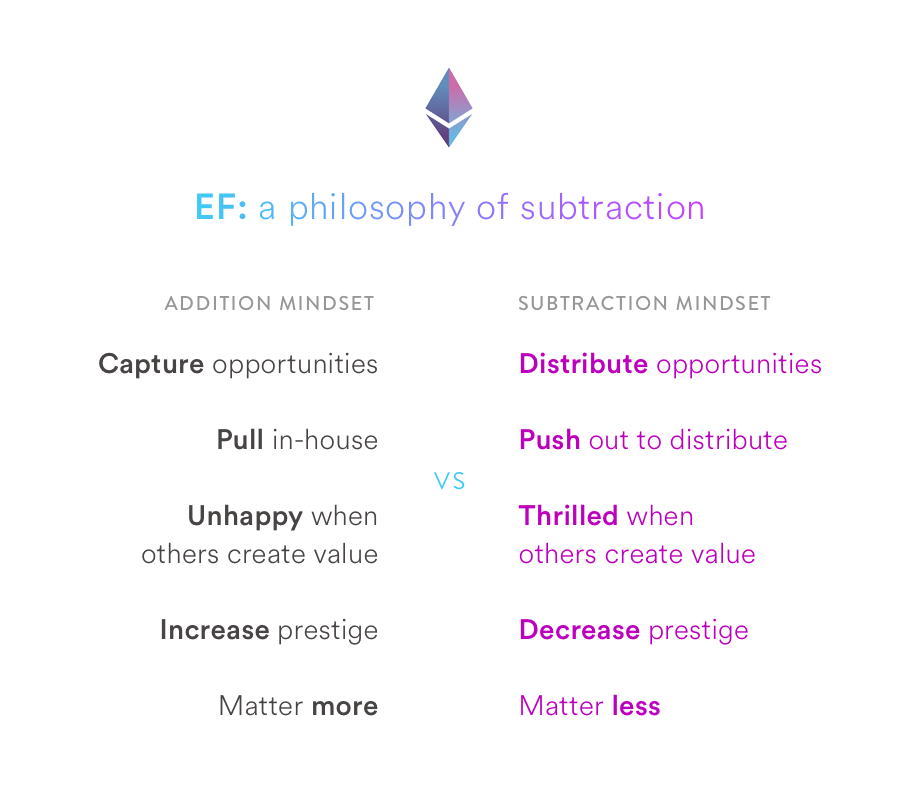 EF: a philosophy of subtraction
ADDITION MINDSET
Capture opportunities
Pull in-house
Unhappy when
others create value
Increase prestige
Matter more
VS
SUBTRACTION MINDSET
Distribute opportunities
Push out to distribute
Thrilled when
others create value
Decrease prestige
Matter less